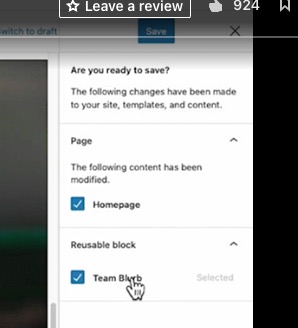 Leave a review 924
witch to draft Save
Are you ready to save?
The following changes have been made
to your site, templates, and content.
Page
The following content has been
modified.
Homepage
Reusable block
Team Blurb Selected